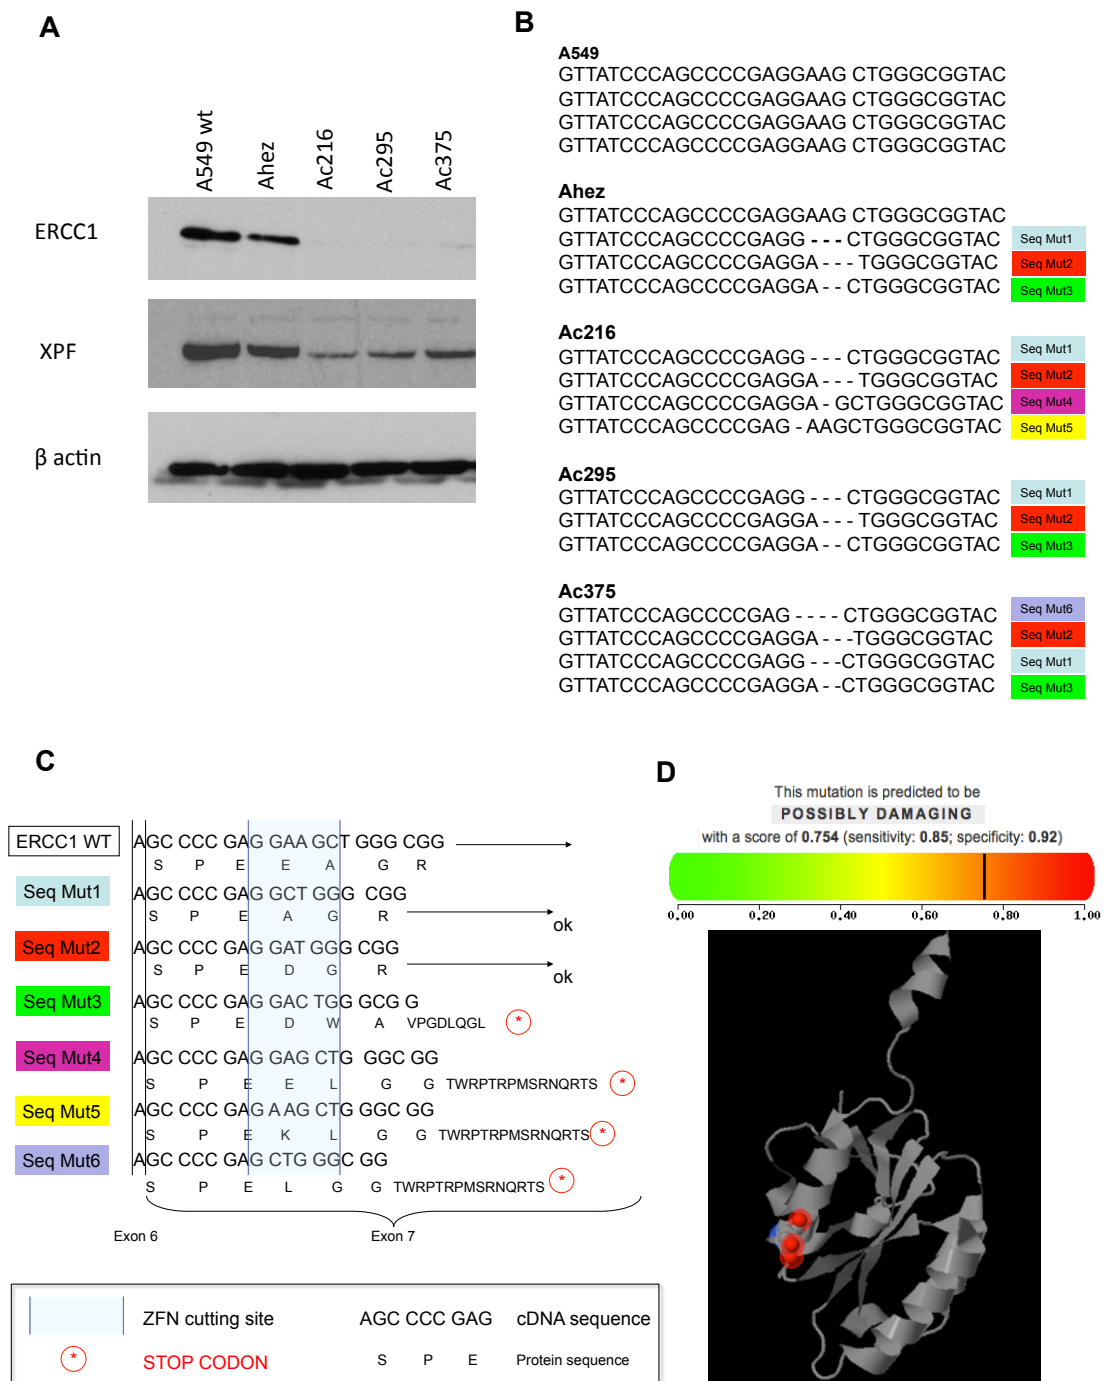 A
A549 wt
Ahez
Ac216
Ac295
Ac375
ERCC1
XPF
β actin
B
A549
GTTATCCCAGCCCCGAGGAAG CTGGGCGGTAC
GTTATCCCAGCCCCGAGGAAG CTGGGCGGTAC
GTTATCCCAGCCCCGAGGAAG CTGGGCGGTAC
GTTATCCCAGCCCCGAGGAAG CTGGGCGGTAC
Ahez
GTTATCCCAGCCCCGAGGAAG CTGGGCGGTAC
GTTATCCCAGCCCCGAGG - - - CTGGGCGGTAC Seq Mut1
GTTATCCCAGCCCCGAGGA - - - TGGGCGGTAC Seq Mut2
GTTATCCCAGCCCCGAGGA - - CTGGGCGGTAC Seq Mut3
Ac216
GTTATCCCAGCCCCGAGG - - - CTGGGCGGTAC Seq Mut1
GTTATCCCAGCCCCGAGGA - - - TGGGCGGTAC Seq Mut2
GTTATCCCAGCCCCGAGGA - GCTGGGCGGTAC Seq Mut4
GTTATCCCAGCCCCGAG - AAGCTGGGCGGTAC Seq Mut5
Ac295
GTTATCCCAGCCCCGAGG - - - CTGGGCGGTAC Seq Mut1
GTTATCCCAGCCCCGAGGA - - - TGGGCGGTAC Seq Mut2
GTTATCCCAGCCCCGAGGA - - CTGGGCGGTAC Seq Mut3
Ac375
GTTATCCCAGCCCCGAG - - - - CTGGGCGGTAC Seq Mut6
GTTATCCCAGCCCCGAGGA - - -TGGGCGGTAC Seq Mut2
GTTATCCCAGCCCCGAGG - - -CTGGGCGGTAC Seq Mut1
GTTATCCCAGCCCCGAGGA - -CTGGGCGGTAC Seq Mut3
C
ERCC1 WT AGC CCC GAG GAA GCT GGG CGG
S P E E A G R
Seq Mut1 AGC CCC GAG GCT GGG CGG
S P E A G R ok
Seq Mut2 AGC CCC GAG GAT GGG CGG
S P E D G R ok
Seq Mut3 AGC CCC GAG GAC TGG GCG G
S P E D W A VPGDLQGL *
Seq Mut4 AGC CCC GAG GAG CTG GGC GG
S P E E L G G TWRPTRPMSRNQRTS *
Seq Mut5 AGC CCC GAG AAG CTG GGC GG
S P E K L G G TWRPTRPMSRNQRTS *
Seq Mut6 AGC CCC GAG CTG GGC GG
S P E L G G TWRPTRPMSRNQRTS *
Exon 6 Exon 7
ZFN cutting site AGC CCC GAG cDNA sequence
* STOP CODON S P E Protein sequence
D
This mutation is predicted to be
POSSIBLY DAMAGING
with a score of 0.754 (sensitivity: 0.85; specificity: 0.92)
0.00 0.20 0.40 0.60 0.80 1.00